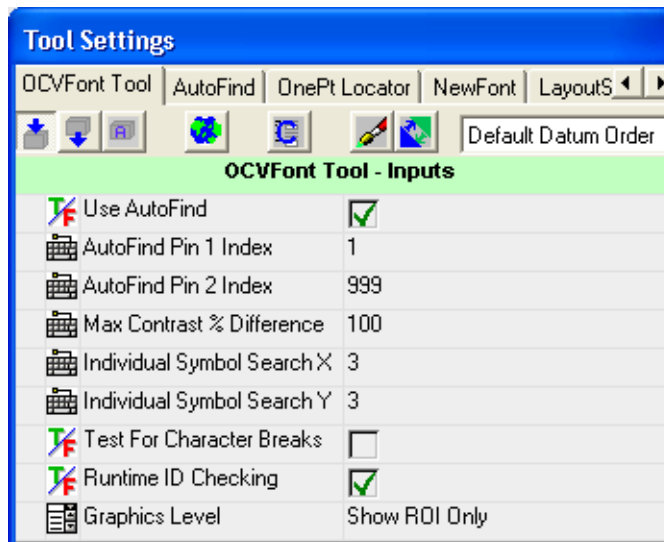 Tool Settings
OCVFont Tool AutoFind OnePt Locator NewFont LayoutS
A Default Datum Order
OCVFont Tool - Inputs
T/F Use AutoFind
AutoFind Pin 1 Index 1
AutoFind Pin 2 Index 999
Max Contrast % Difference 100
Individual Symbol Search X 3
Individual Symbol Search Y 3
T/F Test For Character Breaks
T/F Runtime ID Checking
Graphics Level Show ROI Only